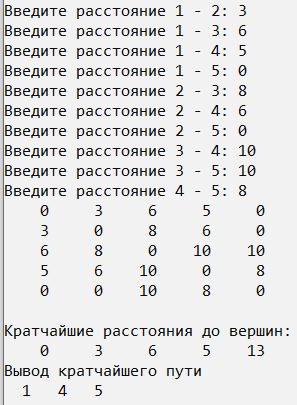 Введите расстояние 1 - 2: 3
Введите расстояние 1 - 3: 6
Введите расстояние 1 - 4: 5
Введите расстояние 1 - 5: 0
Введите расстояние 2 - 3: 8
Введите расстояние 2 - 4: 6
Введите расстояние 2 - 5: 0
Введите расстояние 3 - 4: 10
Введите расстояние 3 - 5: 10
Введите расстояние 4 - 5: 8
0 3 6 5 0
3 0 8 6 0
6 8 0 10 10
5 6 10 0 8
0 0 10 8 0
Кратчайшие расстояния до вершин:
0 3 6 5 13
Вывод кратчайшего пути
1 4 5